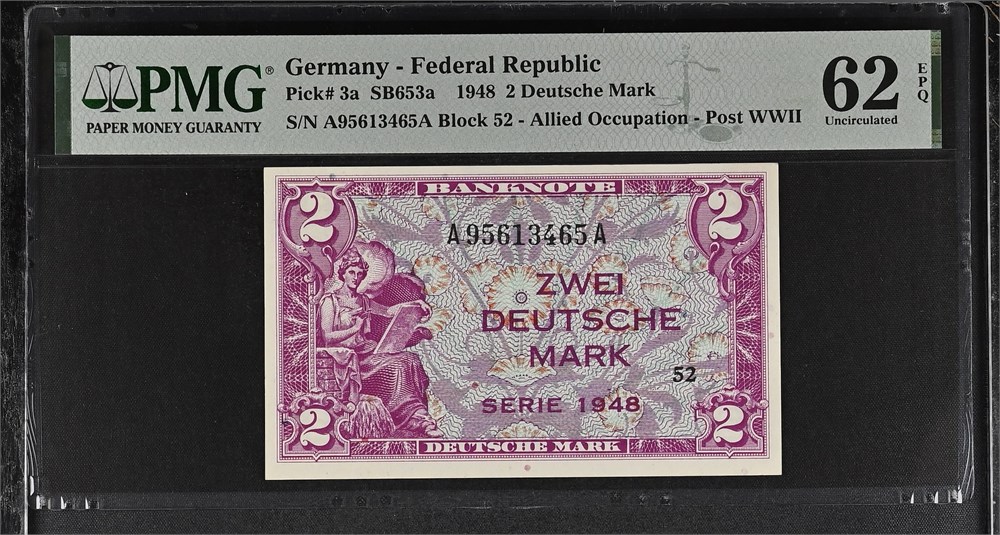 PMG®
PAPER MONEY GUARANTY
Germany - Federal Republic
Pick# 3a SB653a 1948 2 Deutsche Mark
S/N A95613465A Block 52 - Allied Occupation - Post WWII
62
EPQ
Uncirculated
2
BANKNOTE
2
A95613465A
ZWEI
DEUTSCHE
MARK
52
SERIE 1948
2
DEUTSCHE MARK
2